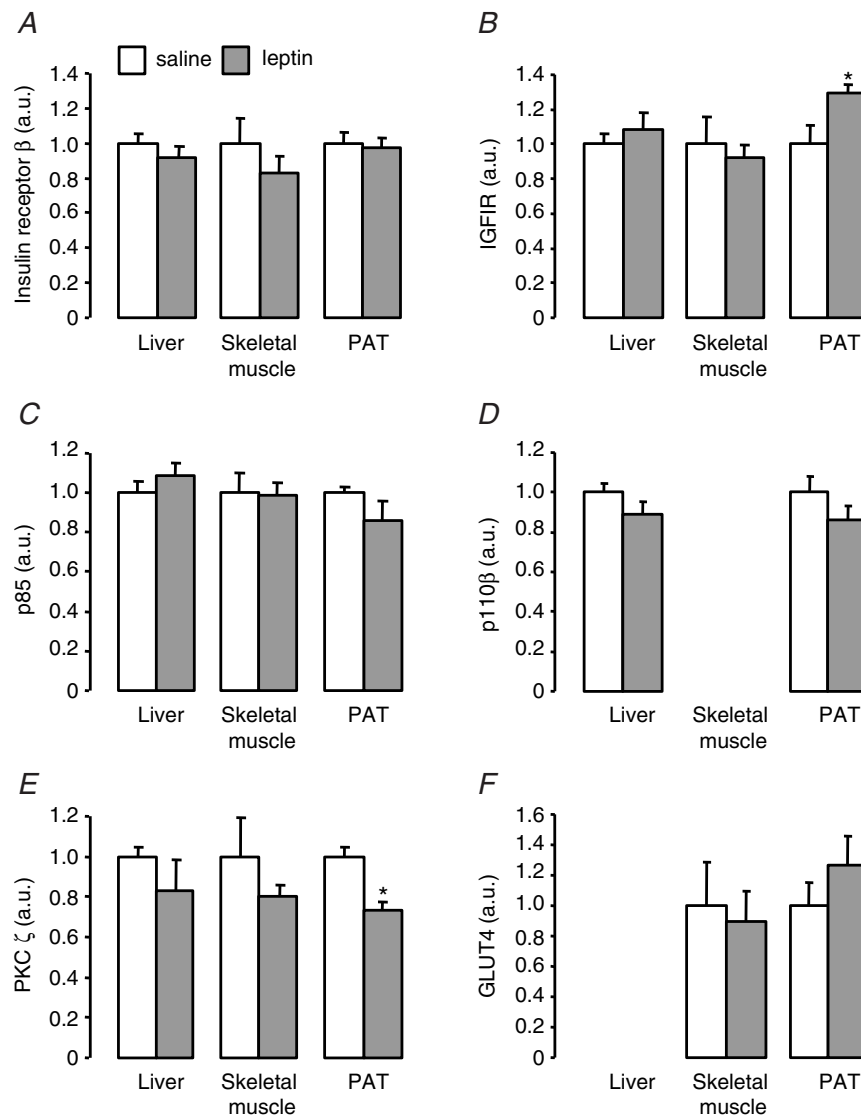 A
saline
leptin
Insulin receptor β (a.u.)
1.4
1.2
1.0
0.8
0.6
0.4
0.2
0
Liver
Skeletal
muscle
PAT
B
IGFIR (a.u.)
1.4
1.2
1.0
0.8
0.6
0.4
0.2
0
*
Liver
Skeletal
muscle
PAT
C
p85 (a.u.)
1.2
1.0
0.8
0.6
0.4
0.2
0
Liver
Skeletal
muscle
PAT
D
p110β (a.u.)
1.2
1.0
0.8
0.6
0.4
0.2
0
Liver
Skeletal
muscle
PAT
E
PKC ζ (a.u.)
1.2
1.0
0.8
0.6
0.4
0.2
0
*
Liver
Skeletal
muscle
PAT
F
GLUT4 (a.u.)
1.6
1.4
1.2
1.0
0.8
0.6
0.4
0.2
0
Liver
Skeletal
muscle
PAT